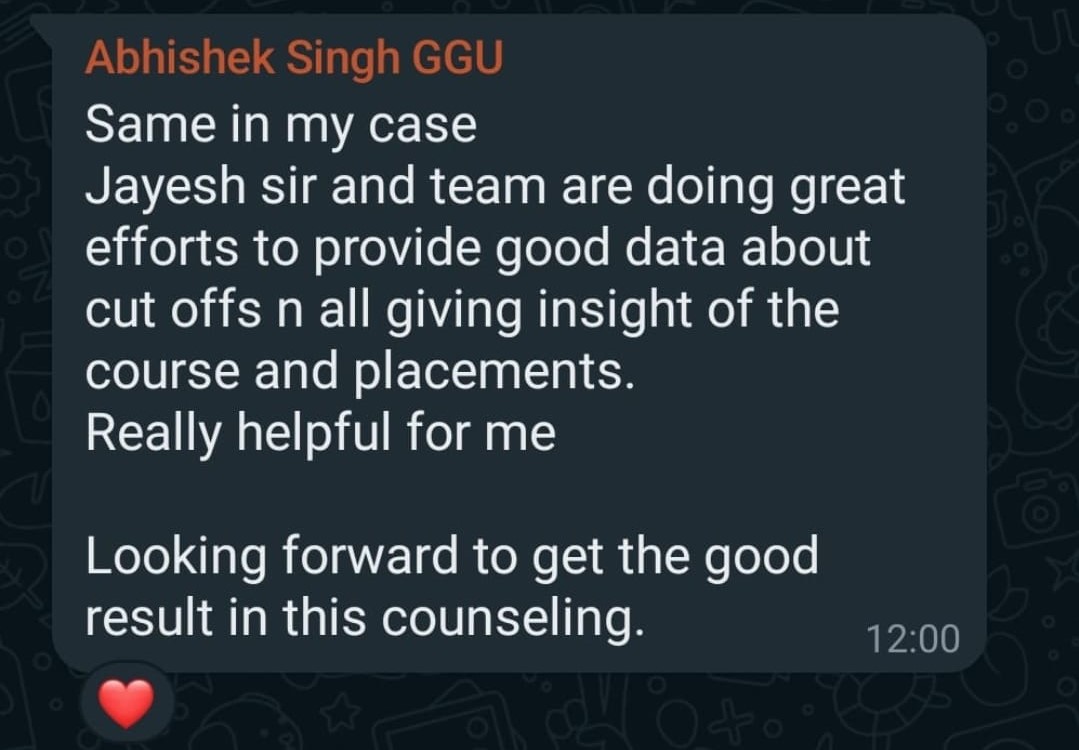 Abhishek Singh GGU
Same in my case
Jayesh sir and team are doing great
efforts to provide good data about
cut offs n all giving insight of the
course and placements.
Really helpful for me
Looking forward to get the good
result in this counseling.
12:00